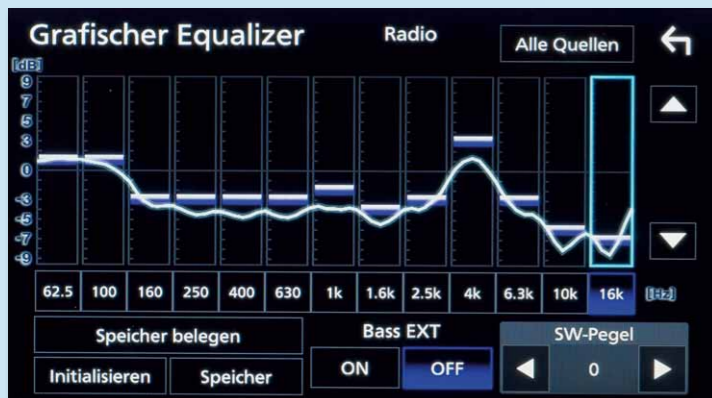 Grafischer Equalizer Radio Alle Quellen
[dB]
9
7
5
3
0
-3
-5
-7
-9
62.5 100 160 250 400 630 1k 1.6k 2.5k 4k 6.3k 10k 16k [Hz]
Speicher belegen Bass EXT SW-Pegel
Initialisieren Speicher ON OFF 0